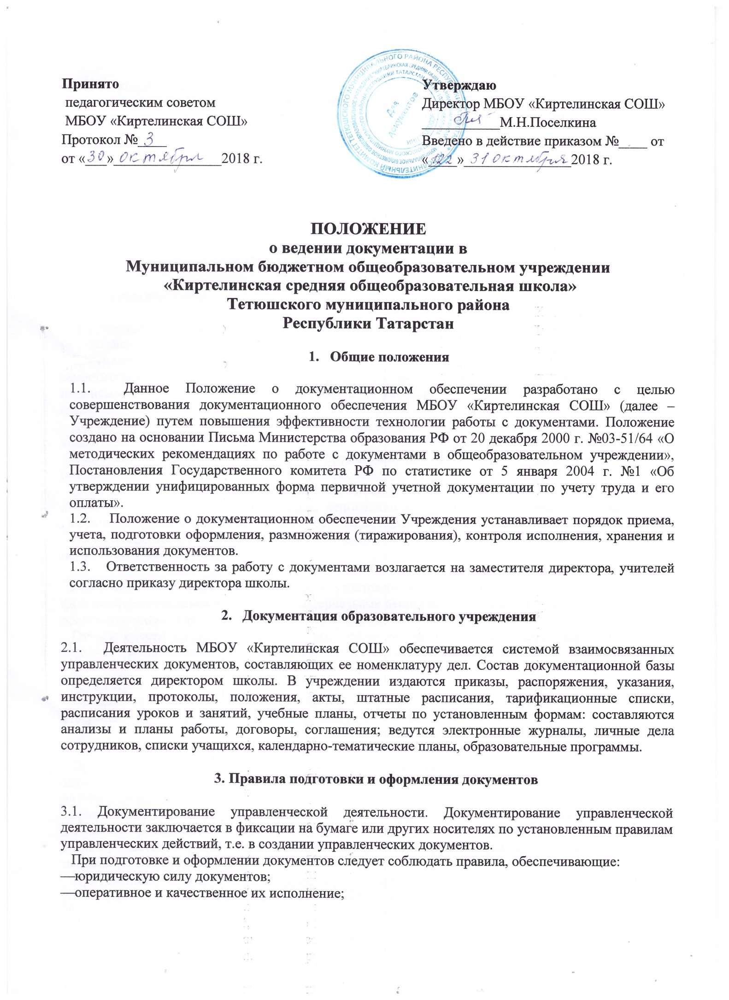 Принято
педагогическим советом
МБОУ «Киртелинская СОШ»
Протокол № 3
от «30» октября 2018 г.
Для
документов
Утверждаю
Директор МБОУ «Киртелинская СОШ»
____________М.Н.Поселкина
Введено в действие приказом №____ от
«222» 31 октября 2018 г.
ПОЛОЖЕНИЕ
о ведении документации в
Муниципальном бюджетном общеобразовательном учреждении
«Киртелинская средняя общеобразовательная школа»
Тетюшского муниципального района
Республики Татарстан
1. Общие положения
1.1. Данное Положение о документационном обеспечении разработано с целью
совершенствования документационного обеспечения МБОУ «Киртелинская СОШ» (далее –
Учреждение) путем повышения эффективности технологии работы с документами. Положение
создано на основании Письма Министерства образования РФ от 20 декабря 2000 г. №03-51/64 «О
методических рекомендациях по работе с документами в общеобразовательном учреждении»,
Постановления Государственного комитета РФ по статистике от 5 января 2004 г. №1 «Об
утверждении унифицированных форма первичной учетной документации по учету труда и его
оплаты».
1.2. Положение о документационном обеспечении Учреждения устанавливает порядок приема,
учета, подготовки оформления, размножения (тиражирования), контроля исполнения, хранения и
использования документов.
1.3. Ответственность за работу с документами возлагается на заместителя директора, учителей
согласно приказу директора школы.
2. Документация образовательного учреждения
2.1. Деятельность МБОУ «Киртелинская СОШ» обеспечивается системой взаимосвязанных
управленческих документов, составляющих ее номенклатуру дел. Состав документационной базы
определяется директором школы. В учреждении издаются приказы, распоряжения, указания,
инструкции, протоколы, положения, акты, штатные расписания, тарификационные списки,
расписания уроков и занятий, учебные планы, отчеты по установленным формам: составляются
анализы и планы работы, договоры, соглашения; ведутся электронные журналы, личные дела
сотрудников, списки учащихся, календарно-тематические планы, образовательные программы.
3. Правила подготовки и оформления документов
3.1. Документирование управленческой деятельности. Документирование управленческой
деятельности заключается в фиксации на бумаге или других носителях по установленным правилам
управленческих действий, т.е. в создании управленческих документов.
При подготовке и оформлении документов следует соблюдать правила, обеспечивающие:
—юридическую силу документов;
—оперативное и качественное их исполнение;